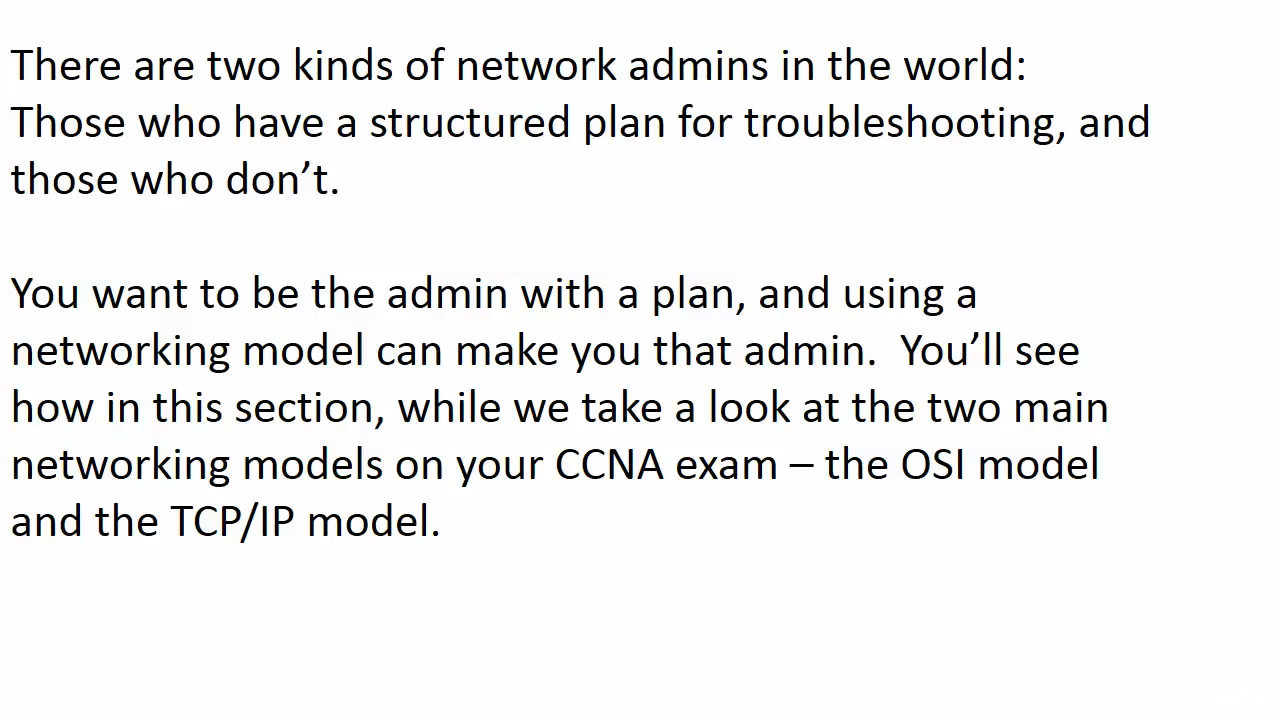 There are two kinds of network admins in the world:
Those who have a structured plan for troubleshooting, and
those who don’t.
You want to be the admin with a plan, and using a
networking model can make you that admin.  You’ll see
how in this section, while we take a look at the two main
networking models on your CCNA exam – the OSI model
and the TCP/IP model.